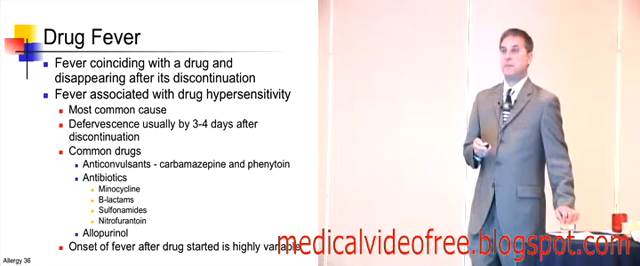 Drug Fever
Fever coinciding with a drug and
disappearing after its discontinuation
Fever associated with drug hypersensitivity
Most common cause
Defervescence usually by 3-4 days after
discontinuation
Common drugs
Anticonvulsants - carbamazepine and phenytoin
Antibiotics
Minocycline
B-lactams
Sulfonamides
Nitrofurantoin
Allopurinol
Onset of fever after drug started is highly variable
Allergy 36
medicalvideofree.blogspot.com